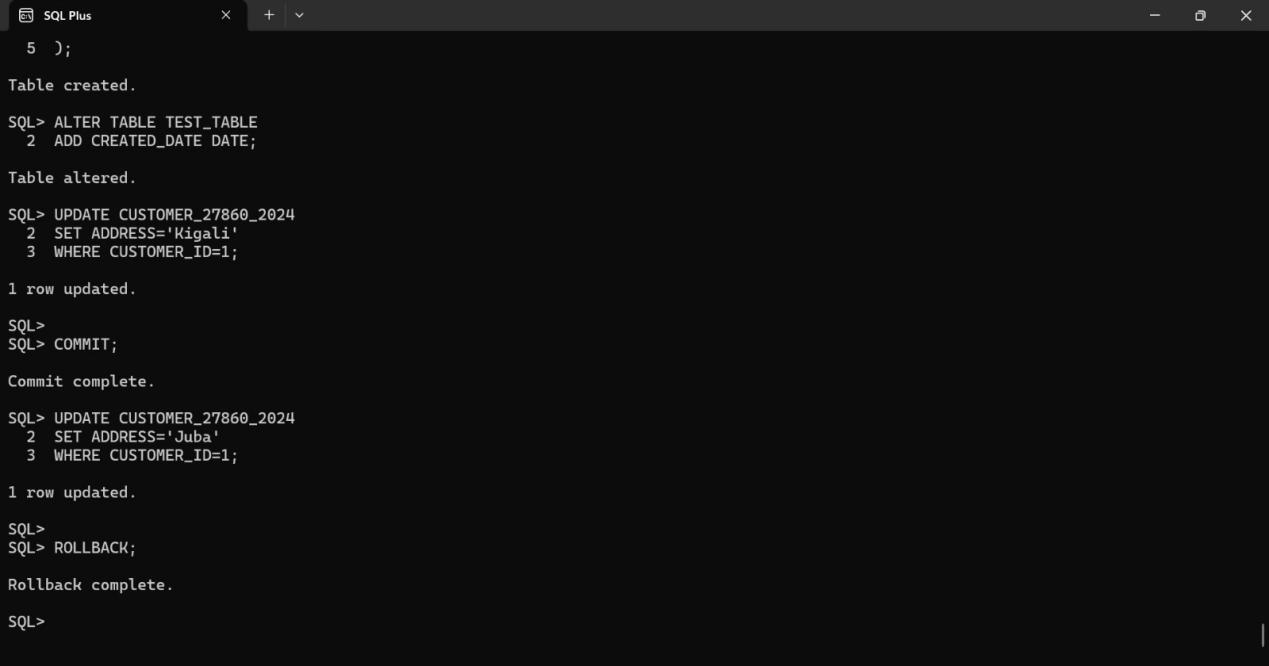 SQL Plus
5 );
Table created.
SQL> ALTER TABLE TEST_TABLE
2 ADD CREATED_DATE DATE;
Table altered.
SQL> UPDATE CUSTOMER_27860_2024
2 SET ADDRESS='Kigali'
3 WHERE CUSTOMER_ID=1;
1 row updated.
SQL>
SQL> COMMIT;
Commit complete.
SQL> UPDATE CUSTOMER_27860_2024
2 SET ADDRESS='Juba'
3 WHERE CUSTOMER_ID=1;
1 row updated.
SQL>
SQL> ROLLBACK;
Rollback complete.
SQL>